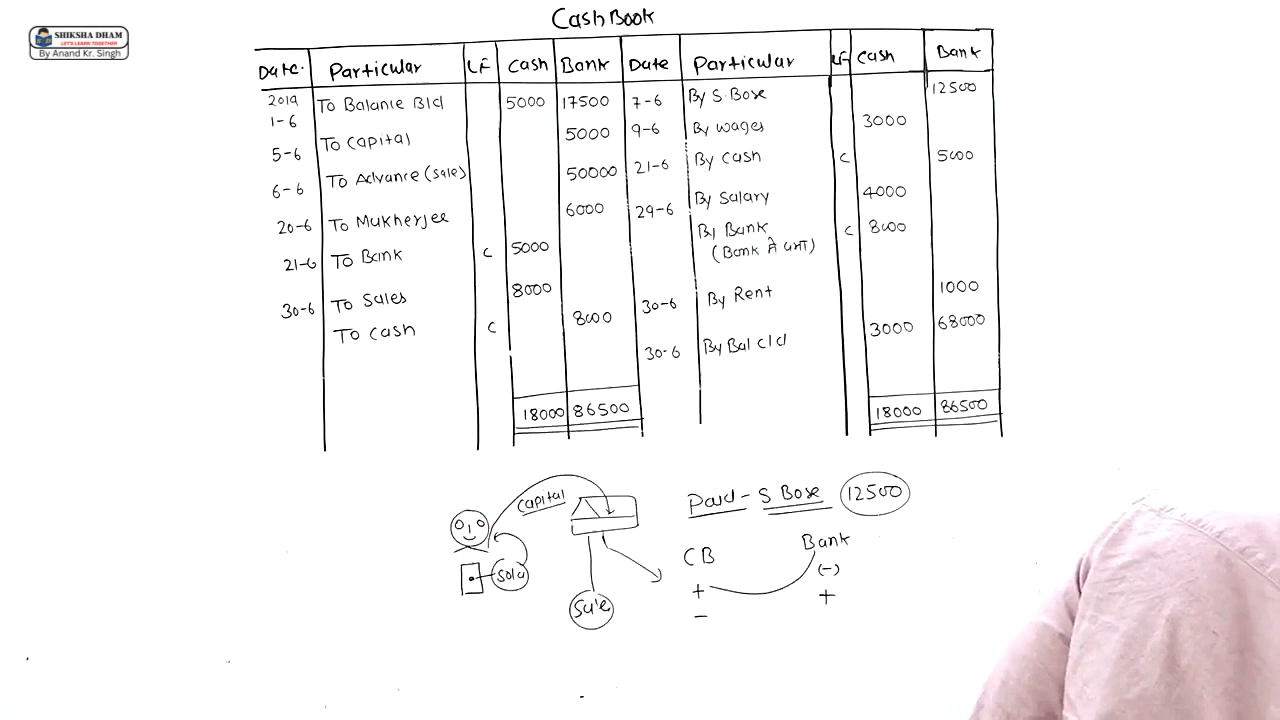 SHIKSHA DHAM
LET'S LEARN TOGETHER
By Anand Kr. Singh
Cash Book
Date. Particular LF Cash Bank Date Particular LF Cash Bank
2019 To Balance B/d 5000 17500 7-6 By S. Bose 12500
1-6
5-6 To Capital 5000 9-6 By wages 3000
6-6 To Advance (sale) 50000 21-6 By cash C 5000
20-6 To Mukherjee 6000 29-6 By Salary 4000
21-6 To Bank C 5000 By Bank C 8000
(Bank में जमा)
30-6 To Sales 8000 30-6 By Rent 1000
To cash C 8000 30-6 By Bal c/d 3000 68000
18000 86500 18000 86500
Capital
Paid - S Bose 12500
CB Bank
Sale
+ (-)
- +